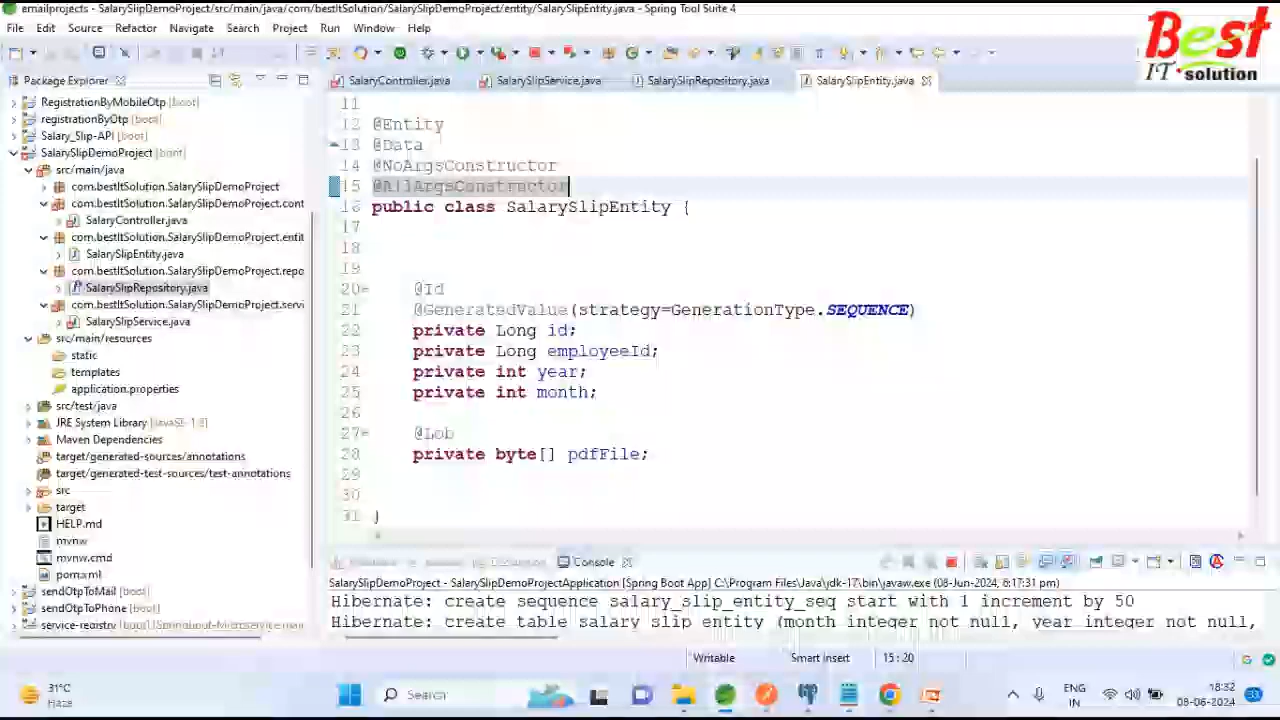 emailprojects - SalarySlipDemoProject/src/main/java/com/bestItSolution/SalarySlipDemoProject/entity/SalarySlipEntity.java - Spring Tool Suite 4
File Edit Source Refactor Navigate Search Project Run Window Help
Best
IT solution
Package Explorer
SalaryController.java SalarySlipService.java SalarySlipRepository.java SalarySlipEntity.java
RegistrationByMobileOtp [boot]
registrationByOtp [boot]
Salary_Slip-API [boot]
SalarySlipDemoProject [boot]
src/main/java
com.bestItSolution.SalarySlipDemoProject
com.bestItSolution.SalarySlipDemoProject.cont
SalaryController.java
com.bestItSolution.SalarySlipDemoProject.entit
SalarySlipEntity.java
com.bestItSolution.SalarySlipDemoProject.repo
SalarySlipRepository.java
com.bestItSolution.SalarySlipDemoProject.servi
SalarySlipService.java
src/main/resources
static
templates
application.properties
src/test/java
JRE System Library
Maven Dependencies
target/generated-sources/annotations
target/generated-test-sources/test-annotations
src
target
HELP.md
mvnw
mvnw.cmd
pom.xml
sendOtpToMail [boot]
sendOtpToPhone [boot]
service-registry
11
12 @Entity
13 @Data
14 @NoArgsConstructor
15 @AllArgsConstructor
16 public class SalarySlipEntity {
17
18
19
20 @Id
21 @GeneratedValue(strategy=GenerationType.SEQUENCE)
22 private Long id;
23 private Long employeeId;
24 private int year;
25 private int month;
26
27 @Lob
28 private byte[] pdfFile;
29
30
31 }
Console
SalarySlipDemoProject - SalarySlipDemoProjectApplication [Spring Boot App] C:\Program Files\Java\jdk-17\bin\javaw.exe (08-Jun-2024, 6:17:31 pm)
Hibernate: create sequence salary_slip_entity_seq start with 1 increment by 50
Hibernate: create table salary_slip_entity (month integer not null, year integer not null,
Writable Smart Insert 15:20
31°C
Haze
Search
ENG
IN
18:32
08-06-2024